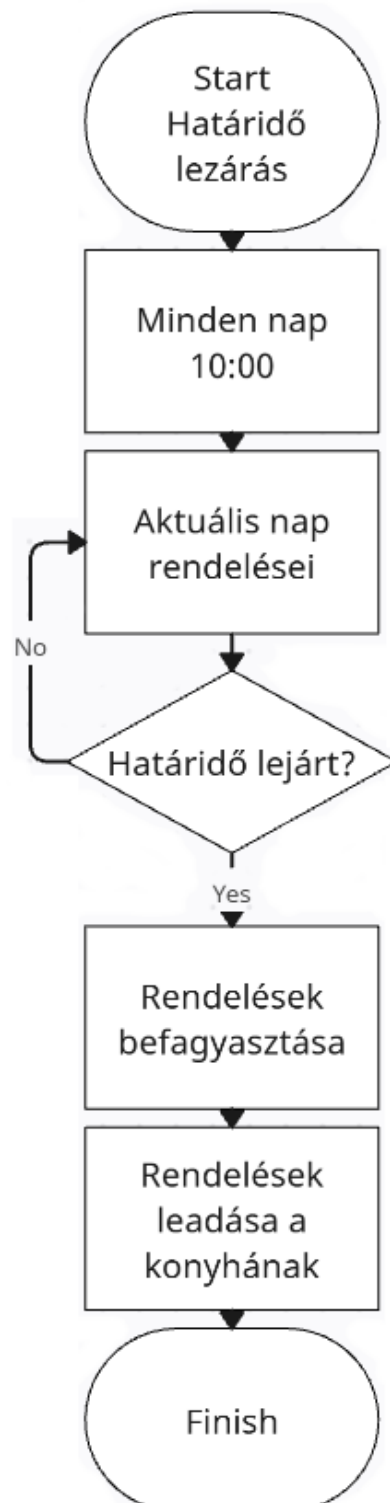 Start
Határidő
lezárás
Minden nap
10:00
Aktuális nap
rendelései
No
Határidő lejárt?
Yes
Rendelések
befagyasztása
Rendelések
leadása a
konyhának
Finish